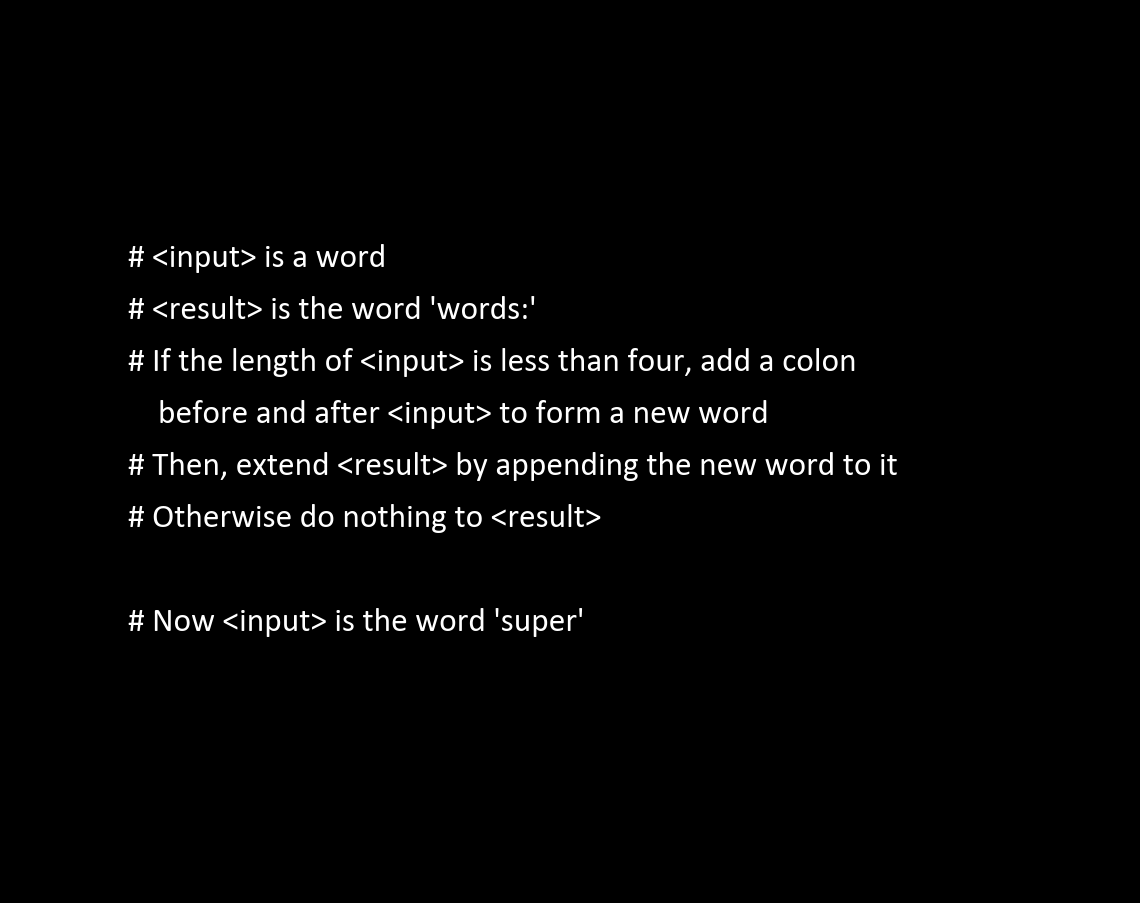 # <input> is a word
# <result> is the word 'words:'
# If the length of <input> is less than four, add a colon
before and after <input> to form a new word
# Then, extend <result> by appending the new word to it
# Otherwise do nothing to <result>
# Now <input> is the word 'super'